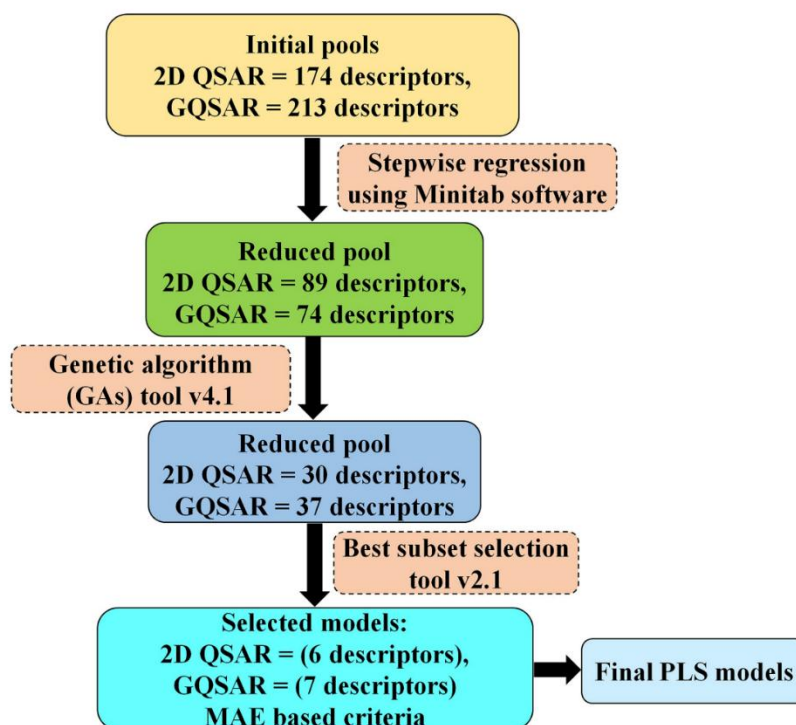 Initial pools
2D QSAR = 174 descriptors,
GQSAR = 213 descriptors
Stepwise regression
using Minitab software
Reduced pool
2D QSAR = 89 descriptors,
GQSAR = 74 descriptors
Genetic algorithm
(GAs) tool v4.1
Reduced pool
2D QSAR = 30 descriptors,
GQSAR = 37 descriptors
Best subset selection
tool v2.1
Selected models:
2D QSAR = (6 descriptors),
GQSAR = (7 descriptors)
MAE based criteria
Final PLS models